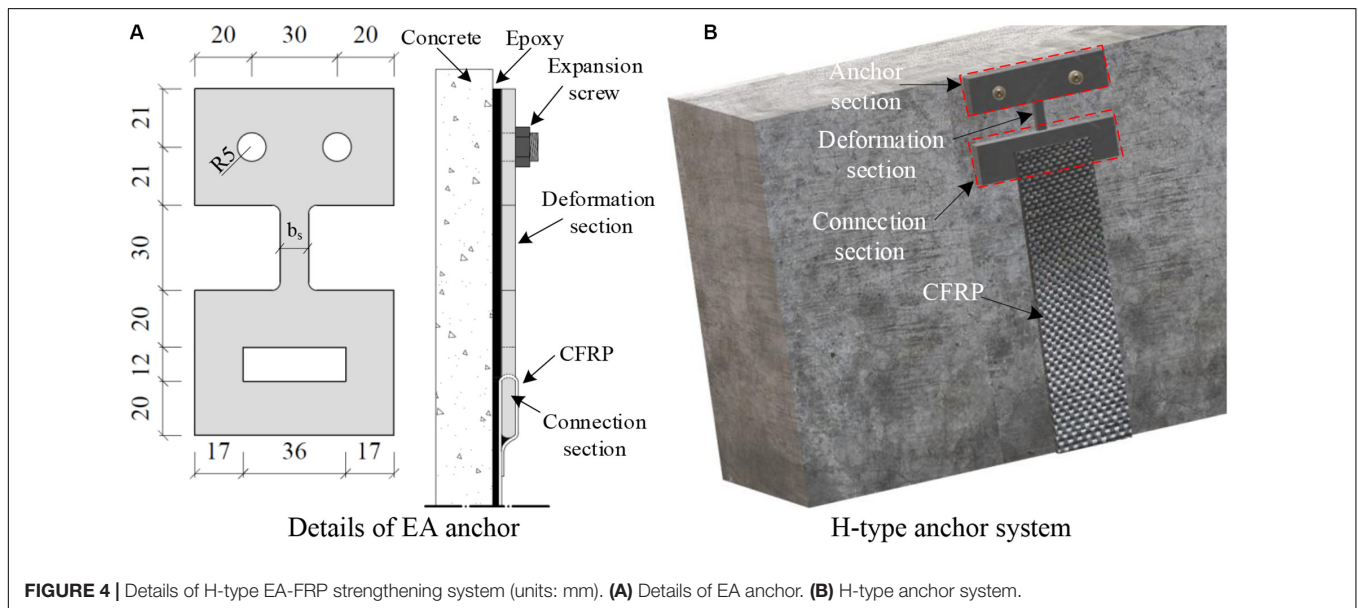 A
20 30 20
21
21
30
20
12
20
R5
bs
17 36 17
Concrete
Epoxy
Expansion
screw
Deformation
section
CFRP
Connection
section
Details of EA anchor
B
Anchor
section
Deformation
section
Connection
section
CFRP
H-type anchor system
FIGURE 4 | Details of H-type EA-FRP strengthening system (units: mm). (A) Details of EA anchor. (B) H-type anchor system.